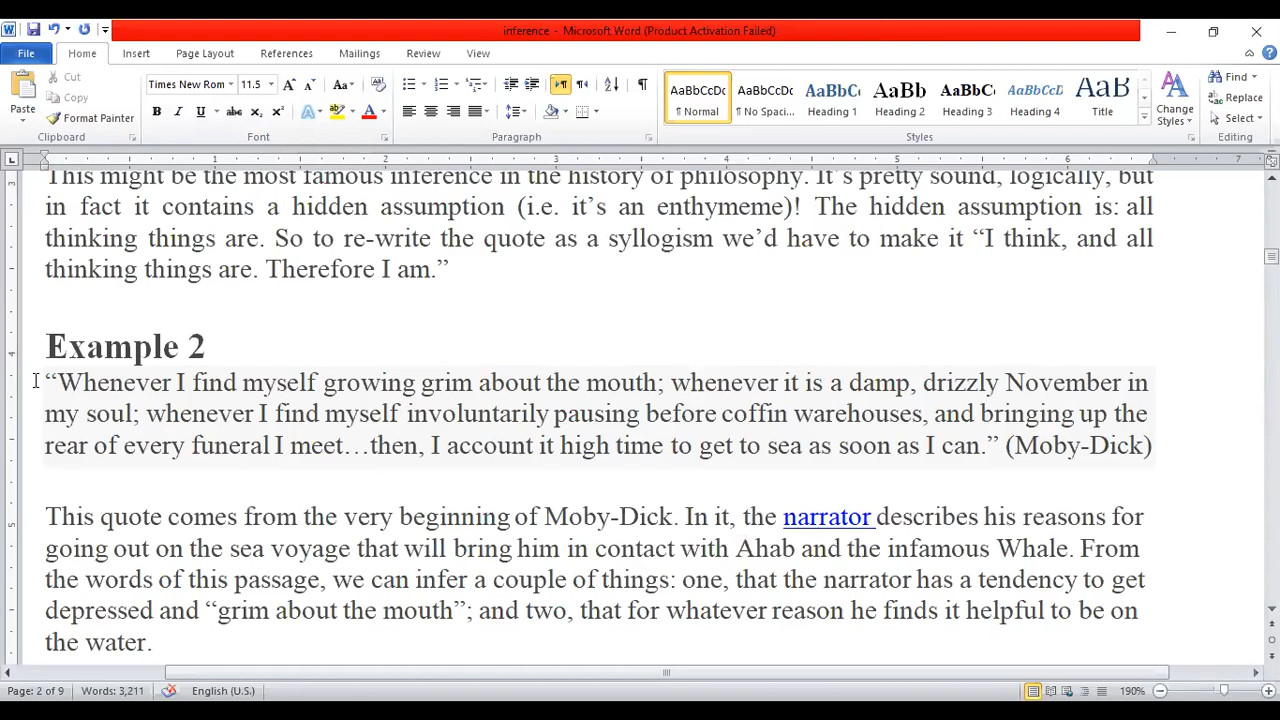 inference - Microsoft Word (Product Activation Failed)
File Home Insert Page Layout References Mailings Review View
Paste
Cut
Copy
Format Painter
Clipboard
Times New Rom 11.5
Font
Paragraph
AaBbCcDc AaBbCcDc AaBbC AaBb AaBbC AaBbCcD AaB
¶ Normal ¶ No Spaci... Heading 1 Heading 2 Heading 3 Heading 4 Title
Change Styles
Styles
Find
Replace
Select
Editing
1 2 3 4 5 6 7
3
4
5
This might be the most famous inference in the history of philosophy. It’s pretty sound, logically, but
in fact it contains a hidden assumption (i.e. it’s an enthymeme)! The hidden assumption is: all
thinking things are. So to re-write the quote as a syllogism we’d have to make it “I think, and all
thinking things are. Therefore I am.”
Example 2
“Whenever I find myself growing grim about the mouth; whenever it is a damp, drizzly November in
my soul; whenever I find myself involuntarily pausing before coffin warehouses, and bringing up the
rear of every funeral I meet…then, I account it high time to get to sea as soon as I can.” (Moby-Dick)
This quote comes from the very beginning of Moby-Dick. In it, the narrator describes his reasons for
going out on the sea voyage that will bring him in contact with Ahab and the infamous Whale. From
the words of this passage, we can infer a couple of things: one, that the narrator has a tendency to get
depressed and “grim about the mouth”; and two, that for whatever reason he finds it helpful to be on
the water.
Page: 2 of 9 Words: 3,211 English (U.S.) 190%